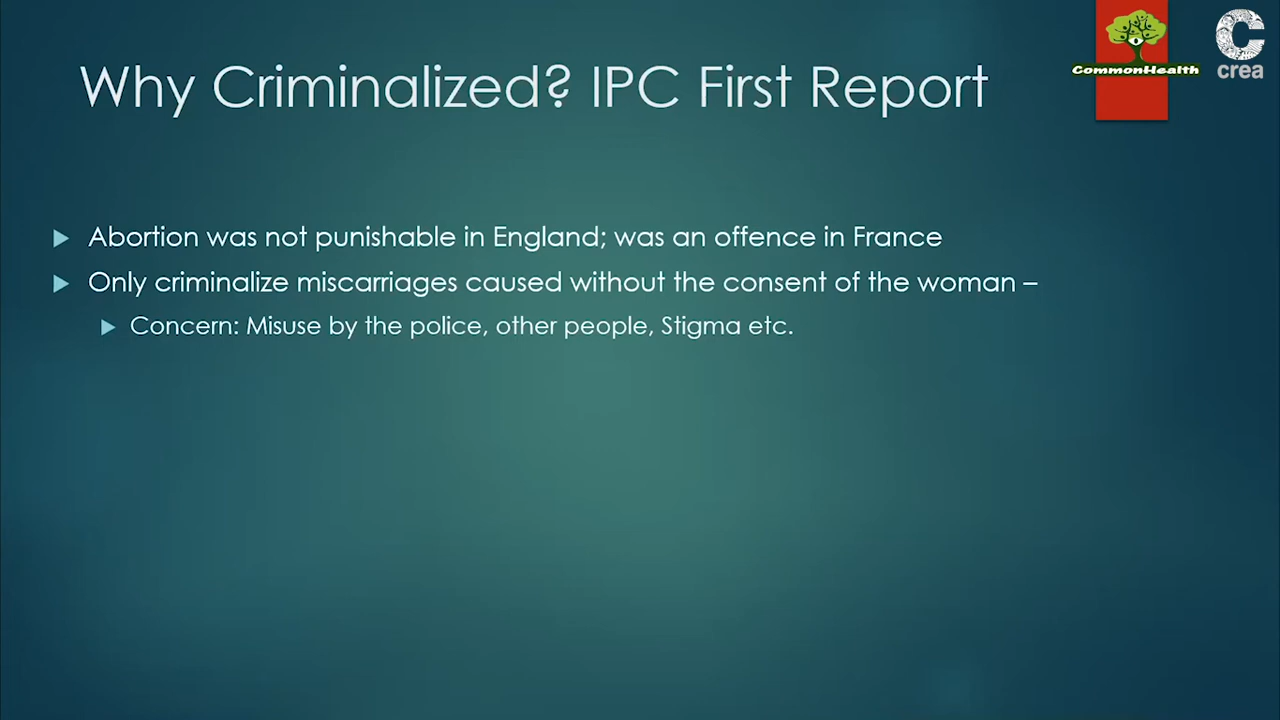 Why Criminalized? IPC First Report
CommonHealth
crea
Abortion was not punishable in England; was an offence in France
Only criminalize miscarriages caused without the consent of the woman –
Concern: Misuse by the police, other people, Stigma etc.